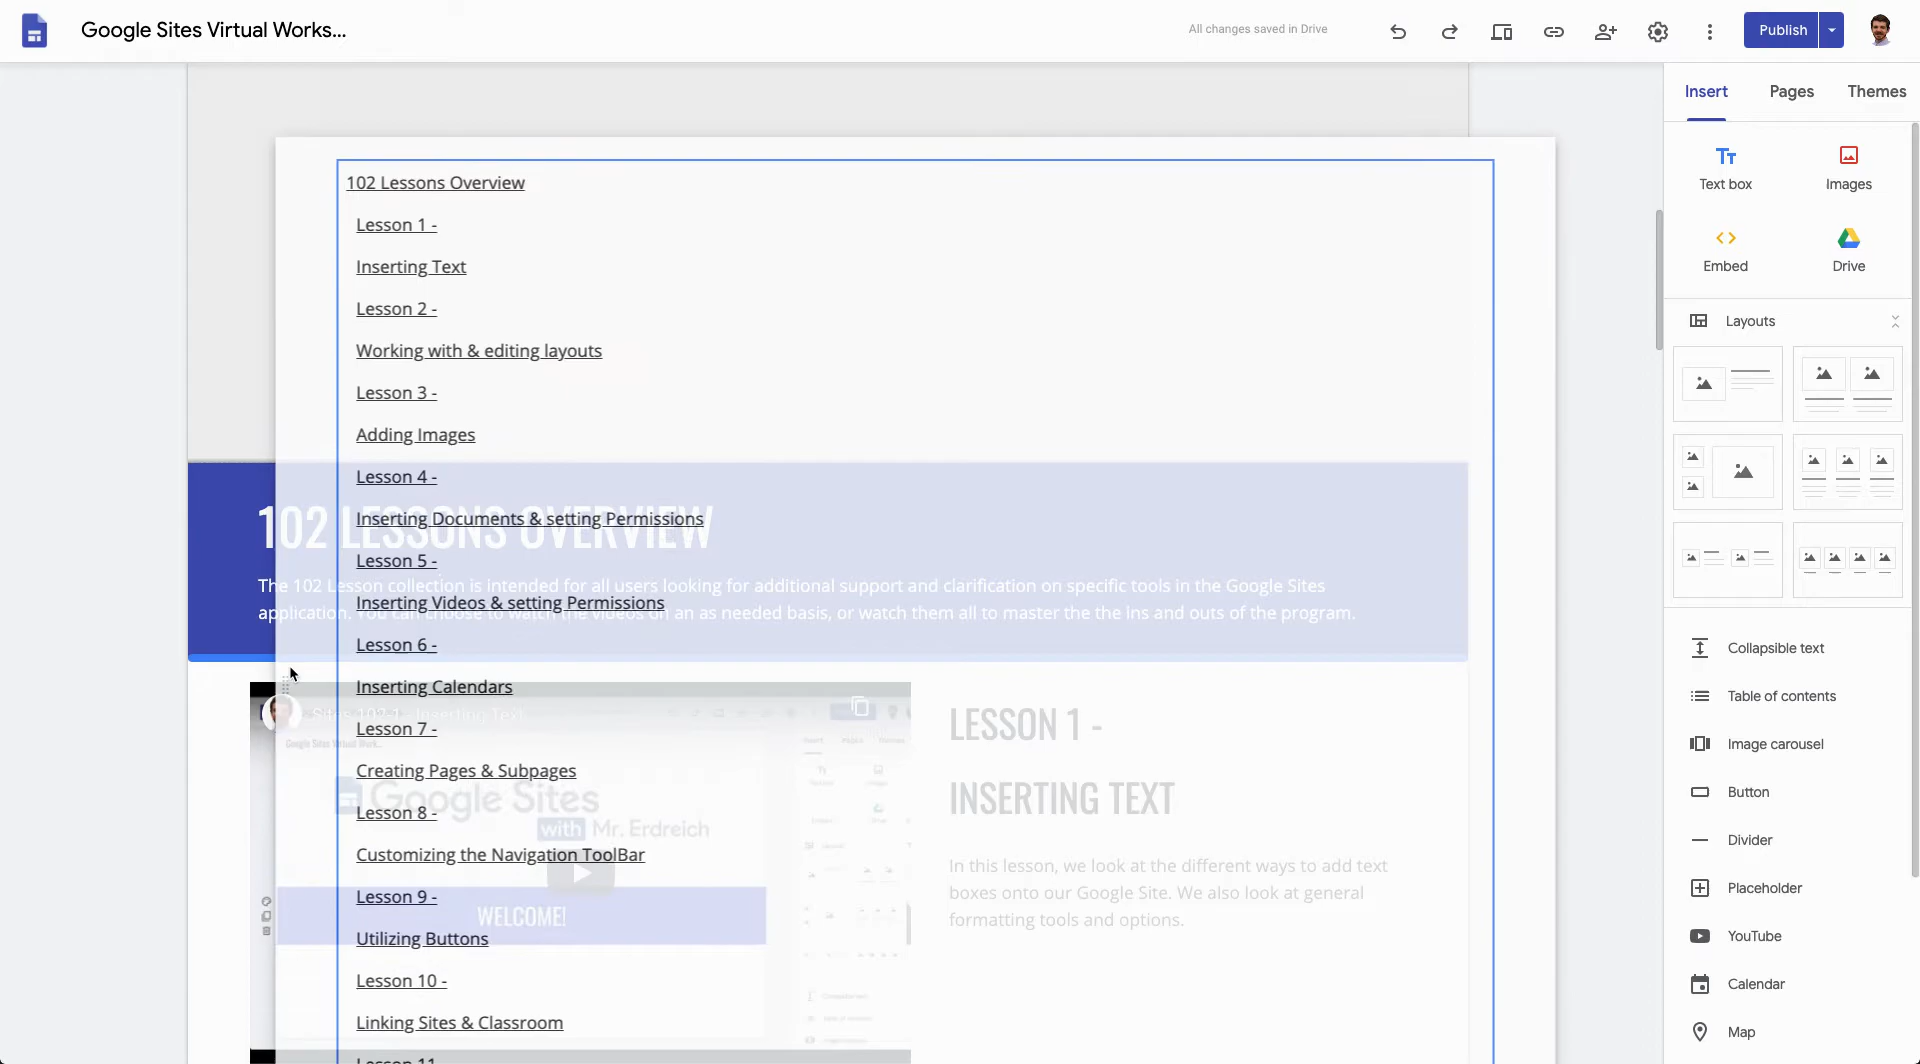 Google Sites Virtual Works...
All changes saved in Drive
Publish
Insert
Pages
Themes
Text box
Images
Embed
Drive
Layouts
Collapsible text
Table of contents
Image carousel
Button
Divider
Placeholder
YouTube
Calendar
Map
102 Lessons Overview
Lesson 1 -
Inserting Text
Lesson 2 -
Working with & editing layouts
Lesson 3 -
Adding Images
Lesson 4 -
Inserting Documents & setting Permissions
Lesson 5 -
Inserting Videos & setting Permissions
Lesson 6 -
Inserting Calendars
Lesson 7 -
Creating Pages & Subpages
Lesson 8 -
Customizing the Navigation ToolBar
Lesson 9 -
Utilizing Buttons
Lesson 10 -
Linking Sites & Classroom
Lesson 11
102 LESSONS OVERVIEW
The 102 Lesson collection is intended for all users looking for additional support and clarification on specific tools in the Google Sites
application. You can choose to watch the videos on an as needed basis, or watch them all to master the the ins and outs of the program.
Sites 102-1 - Inserting Text
Google Sites
with Mr. Erdreich
WELCOME!
LESSON 1 -
INSERTING TEXT
In this lesson, we look at the different ways to add text
boxes onto our Google Site. We also look at general
formatting tools and options.